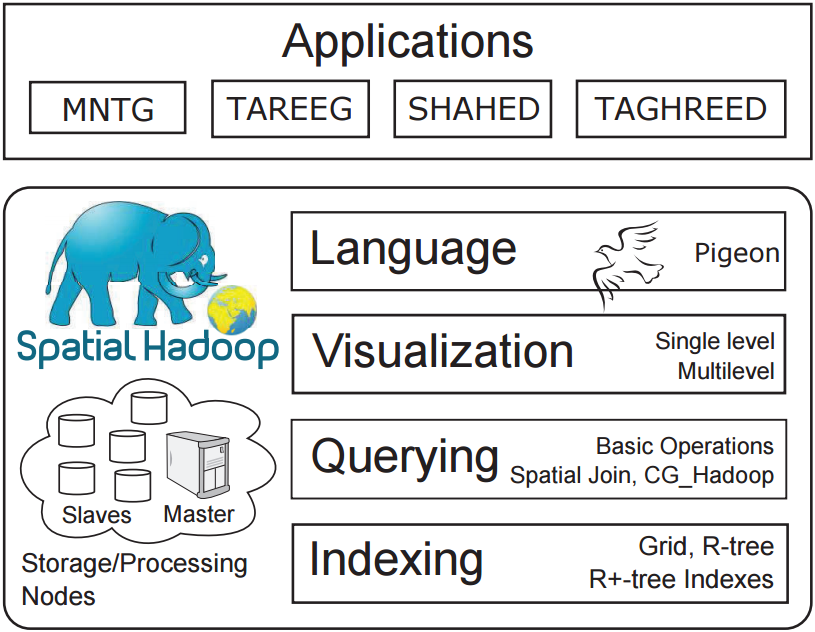 Applications
MNTG
TAREEG
SHAHED
TAGHREED
Spatial Hadoop
Slaves
Master
Storage/Processing
Nodes
Language
Pigeon
Visualization
Single level
Multilevel
Querying
Basic Operations
Spatial Join, CG_Hadoop
Indexing
Grid, R-tree
R+-tree Indexes